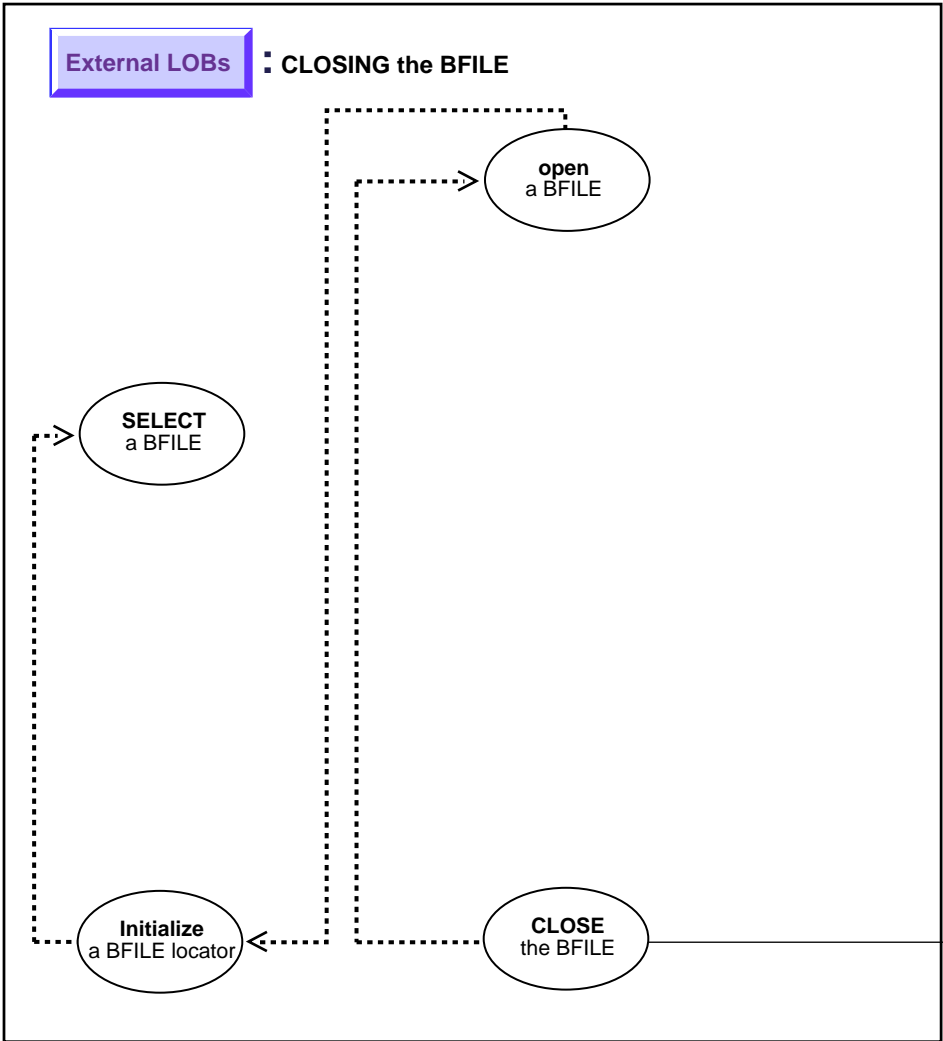 External LOBs : CLOSING the BFILE
open
a BFILE
SELECT
a BFILE
Initialize
a BFILE locator
CLOSE
the BFILE